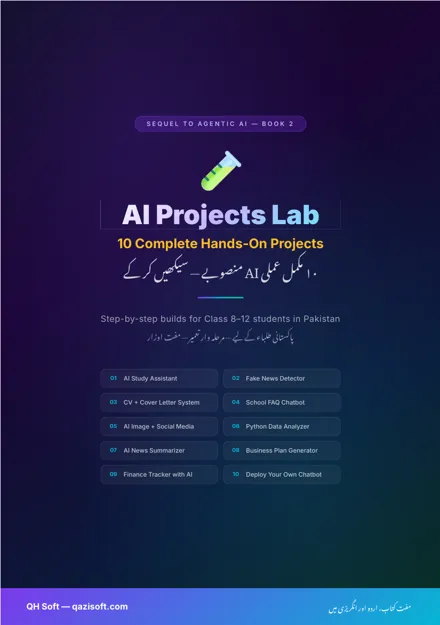 SEQUEL TO AGENTIC AI — BOOK 2
AI Projects Lab
10 Complete Hands-On Projects
۱۰ مکمل عملی AI منصوبے — سیکھیں کر کے
Step-by-step builds for Class 8–12 students in Pakistan
پاکستانی طلباء کے لیے — مرحلہ وار تعمیر — مفت اوزار
01 AI Study Assistant
02 Fake News Detector
03 CV + Cover Letter System
04 School FAQ Chatbot
05 AI Image + Social Media
06 Python Data Analyzer
07 AI News Summarizer
08 Business Plan Generator
09 Finance Tracker with AI
10 Deploy Your Own Chatbot
QH Soft — qazisoft.com
مفت کتاب، اردو اور انگریزی میں